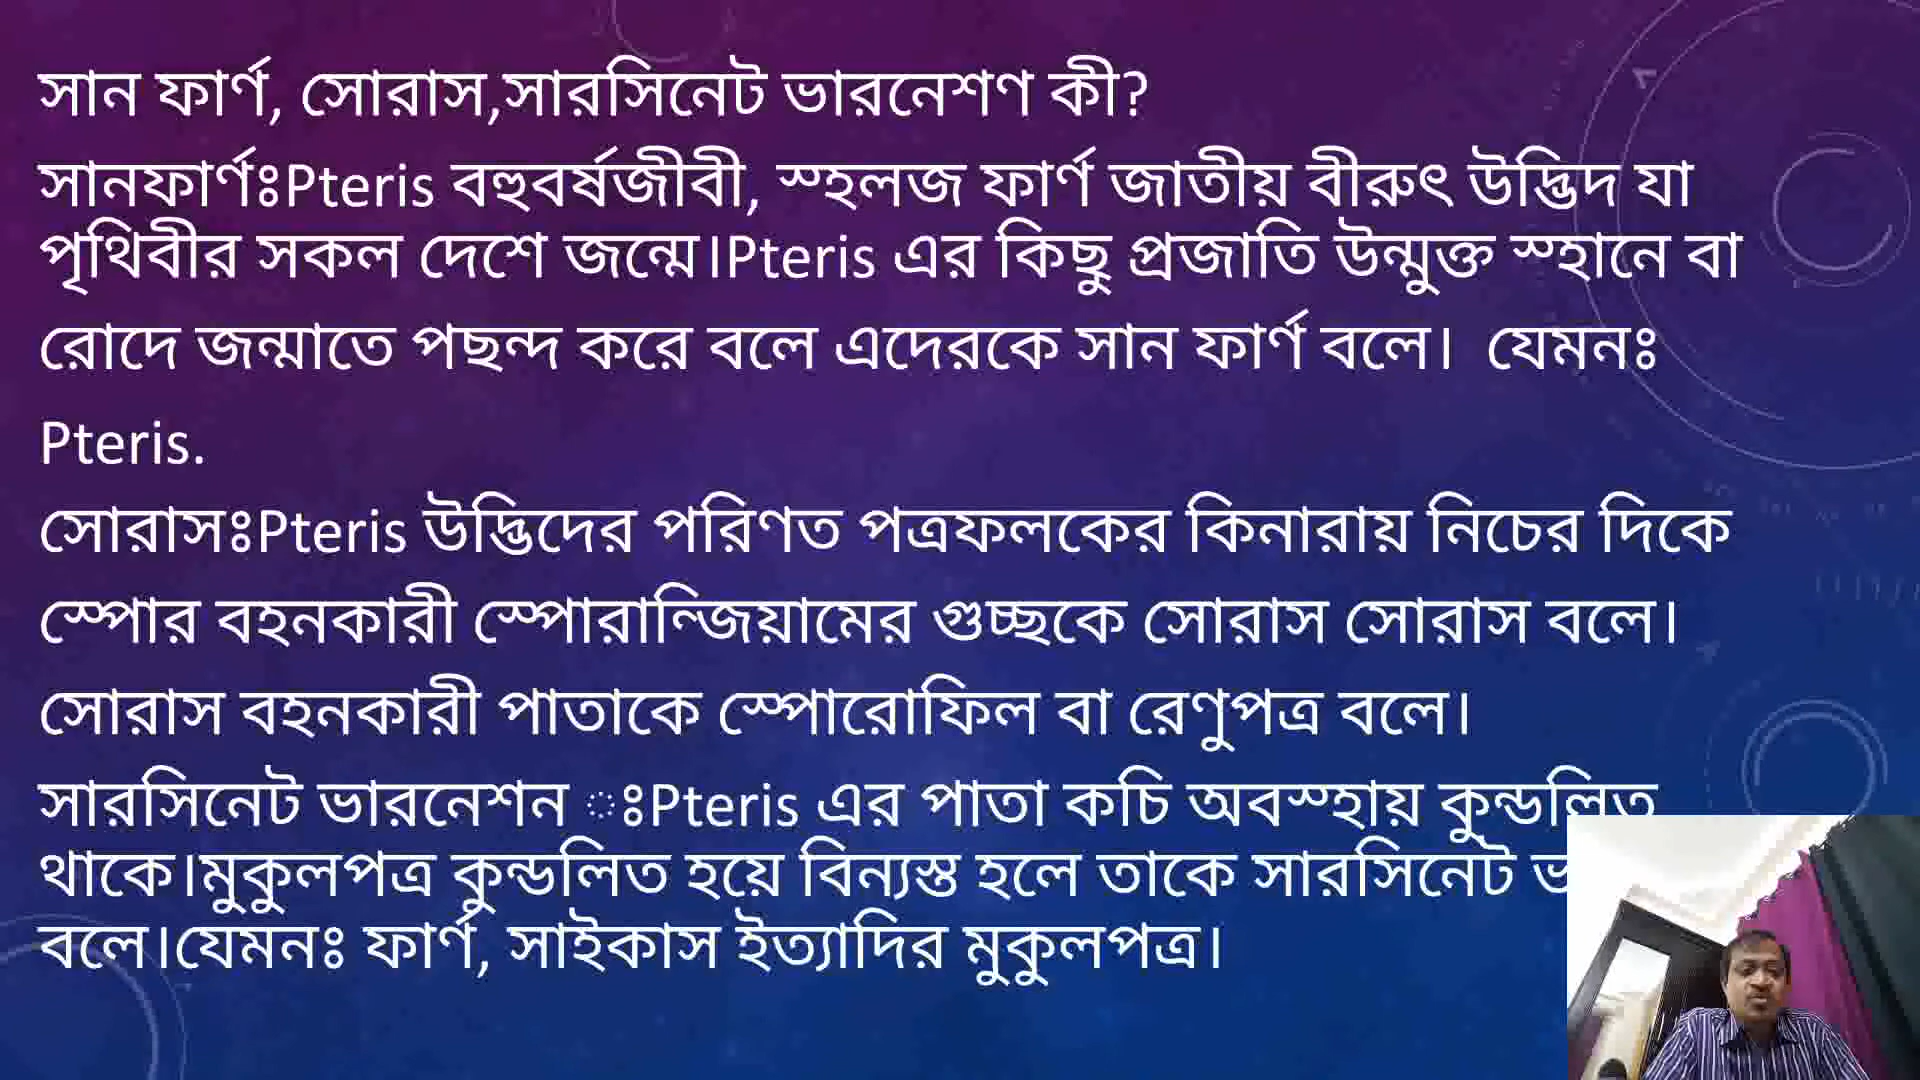 সান ফার্ণ, সোরাস,সারসিনেট ভারনেশণ কী?
সানফার্ণঃPteris বহুবর্ষজীবী, স্হলজ ফার্ণ জাতীয় বীরুৎ উদ্ভিদ যা
পৃথিবীর সকল দেশে জন্মে।Pteris এর কিছু প্রজাতি উন্মুক্ত স্হানে বা
রোদে জন্মাতে পছন্দ করে বলে এদেরকে সান ফার্ণ বলে। যেমনঃ
Pteris.
সোরাসঃPteris উদ্ভিদের পরিণত পত্রফলকের কিনারায় নিচের দিকে
স্পোর বহনকারী স্পোরান্জিয়ামের গুচ্ছকে সোরাস সোরাস বলে।
সোরাস বহনকারী পাতাকে স্পোরোফিল বা রেণুপত্র বলে।
সারসিনেট ভারনেশন ঃPteris এর পাতা কচি অবস্হায় কুন্ডলিত
থাকে।মুকুলপত্র কুন্ডলিত হয়ে বিন্যস্ত হলে তাকে সারসিনেট
বলে।যেমনঃ ফার্ণ, সাইকাস ইত্যাদির মুকুলপত্র।